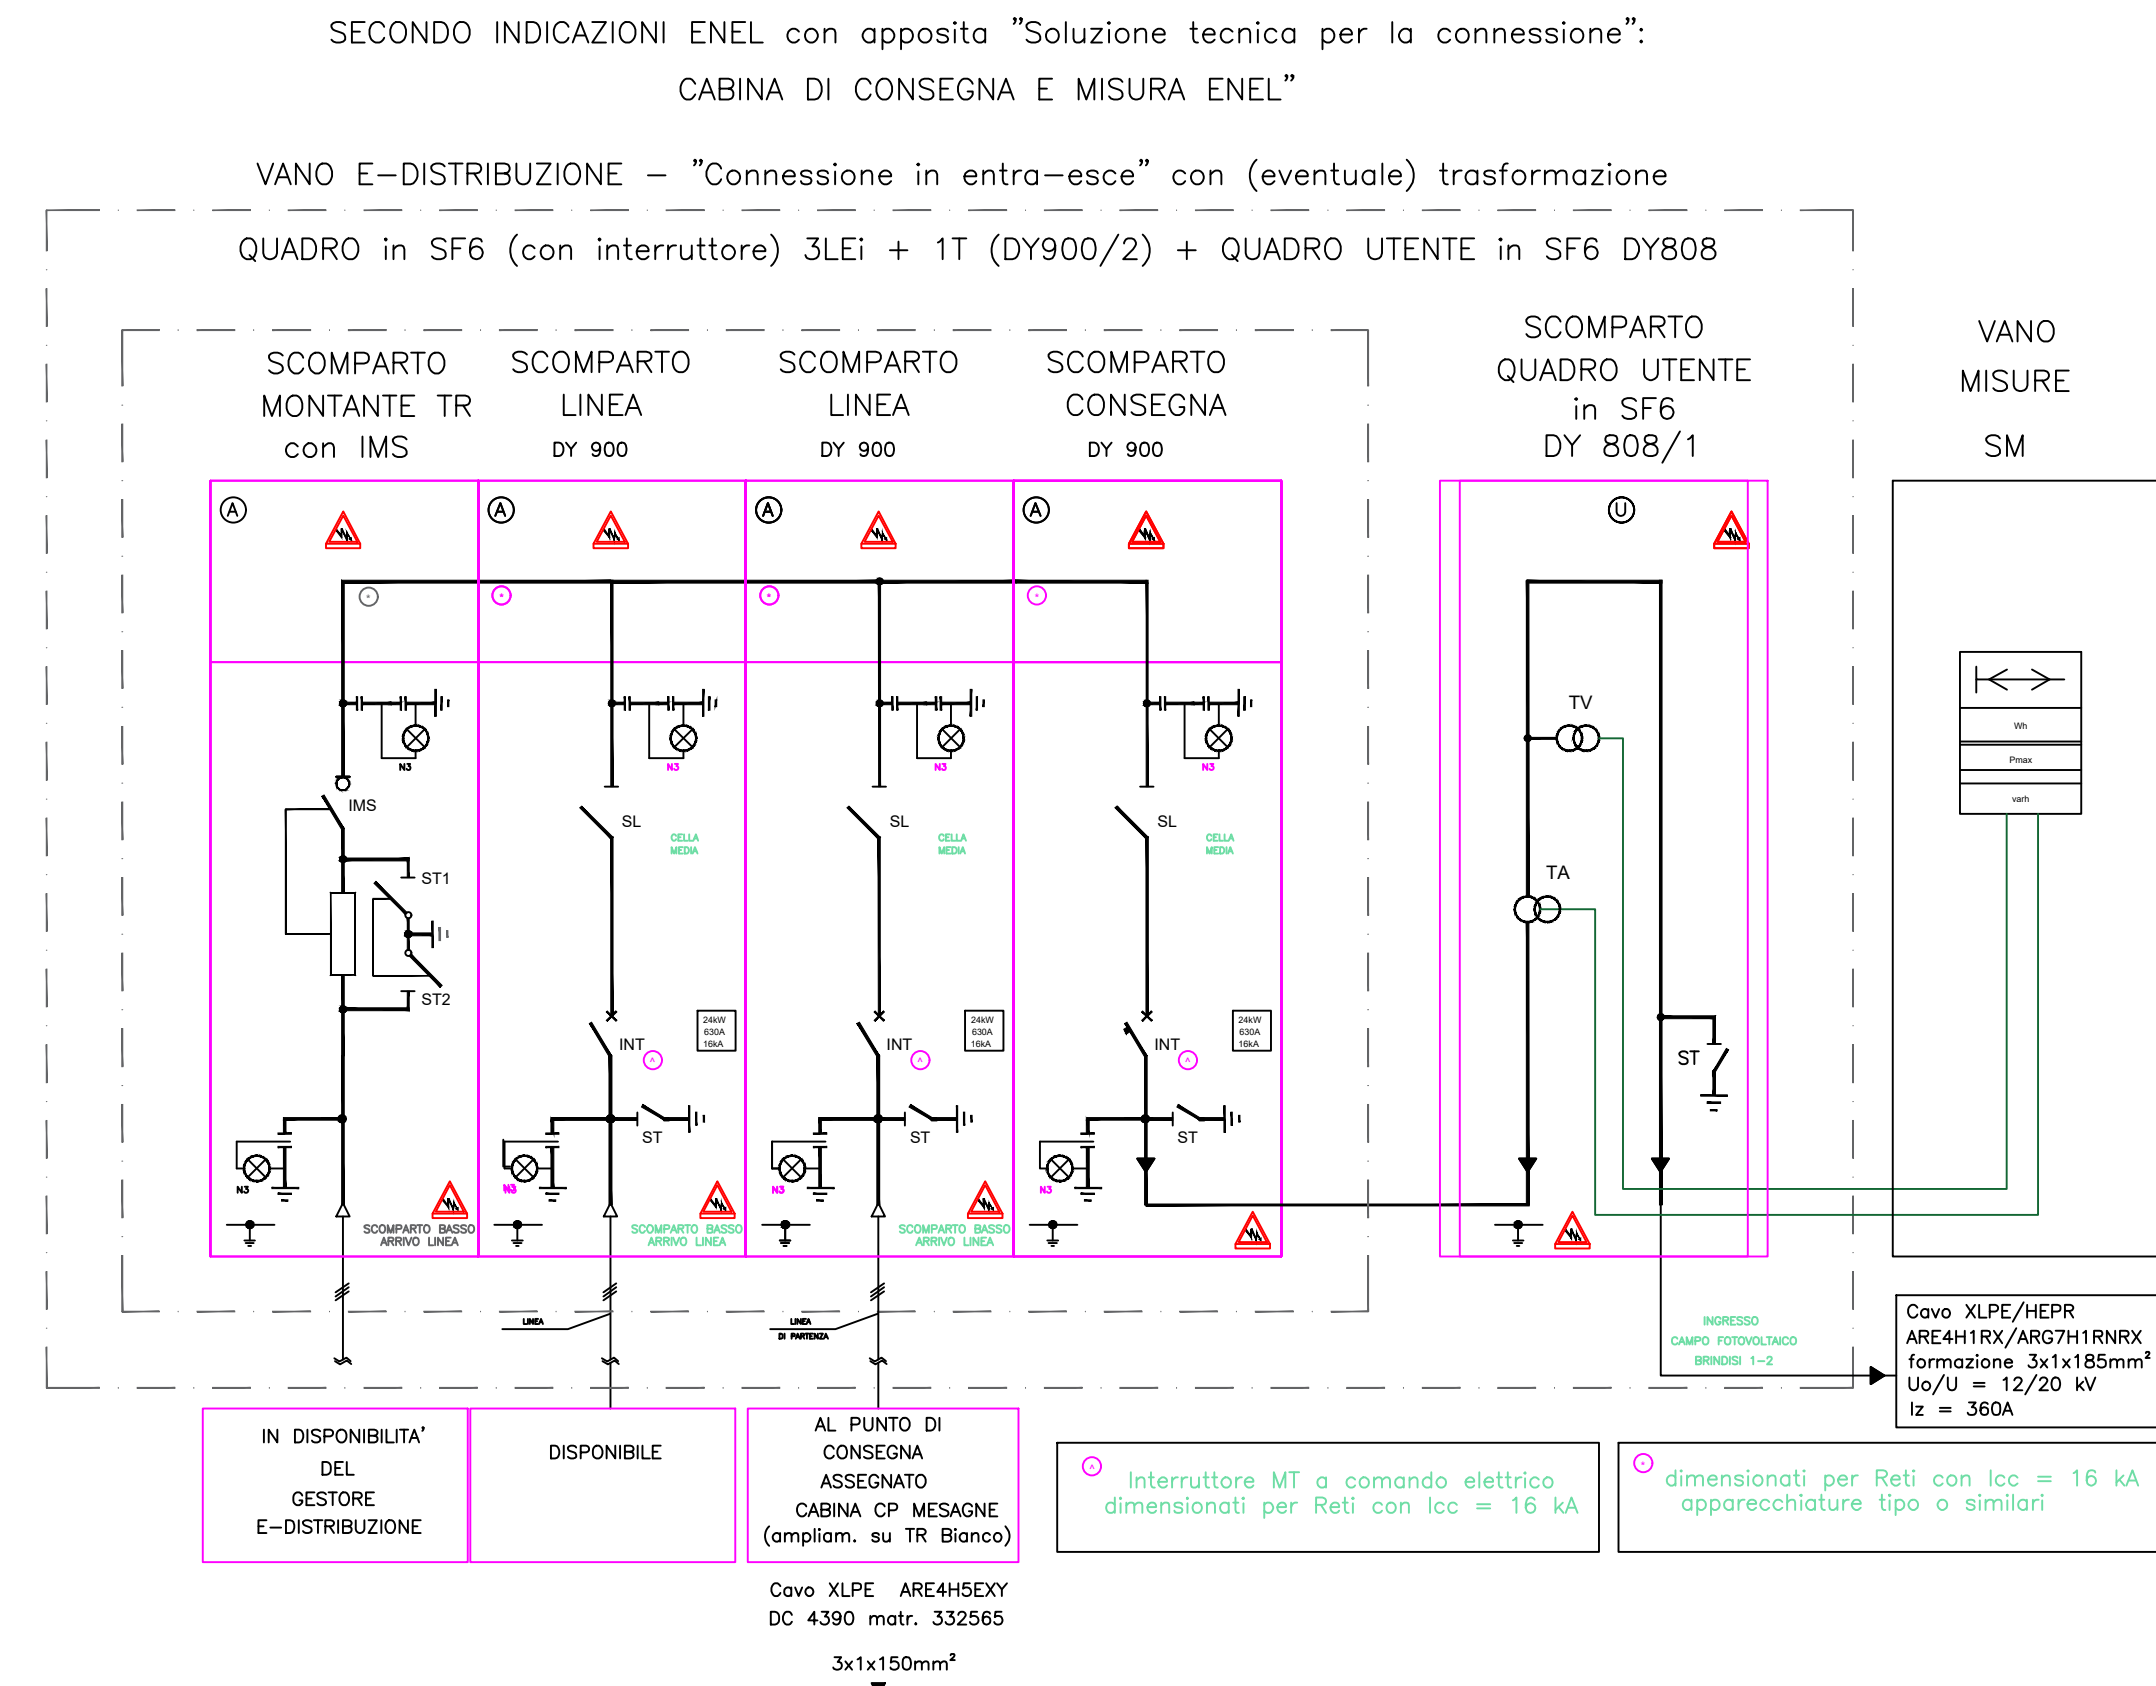 SECONDO INDICAZIONI ENEL con apposita "Soluzione tecnica per la connessione":
CABINA DI CONSEGNA E MISURA ENEL"
VANO E-DISTRIBUZIONE - "Connessione in entra-esce" con (eventuale) trasformazione
QUADRO in SF6 (con interruttore) 3LEi + 1T (DY900/2) + QUADRO UTENTE in SF6 DY808
SCOMPARTO
MONTANTE TR
con IMS
SCOMPARTO
LINEA
DY 900
SCOMPARTO
LINEA
DY 900
SCOMPARTO
CONSEGNA
DY 900
SCOMPARTO
QUADRO UTENTE
in SF6
DY 808/1
VANO
MISURE
SM
A
A
A
A
U
N3
N3
N3
N3
IMS
ST1
ST2
SL
SL
SL
CELLA
MEDIA
CELLA
MEDIA
CELLA
MEDIA
TV
TA
Wh
Pmax
varh
INT
24kW
630A
16kA
INT
24kW
630A
16kA
INT
24kW
630A
16kA
ST
ST
ST
ST
N3
N3
N3
N3
SCOMPARTO BASSO
ARRIVO LINEA
SCOMPARTO BASSO
ARRIVO LINEA
SCOMPARTO BASSO
ARRIVO LINEA
LINEA
LINEA
DI PARTENZA
INGRESSO
CAMPO FOTOVOLTAICO
BRINDISI 1-2
Cavo XLPE/HEPR
ARE4H1RX/ARG7H1RNRX
formazione 3x1x185mm²
Uo/U = 12/20 kV
Iz = 360A
IN DISPONIBILITA'
DEL
GESTORE
E-DISTRIBUZIONE
DISPONIBILE
AL PUNTO DI
CONSEGNA
ASSEGNATO
CABINA CP MESAGNE
(ampliam. su TR Bianco)
Interruttore MT a comando elettrico
dimensionati per Reti con Icc = 16 kA
dimensionati per Reti con Icc = 16 kA
apparecchiature tipo o similari
Cavo XLPE ARE4H5EXY
DC 4390 matr. 332565
3x1x150mm²